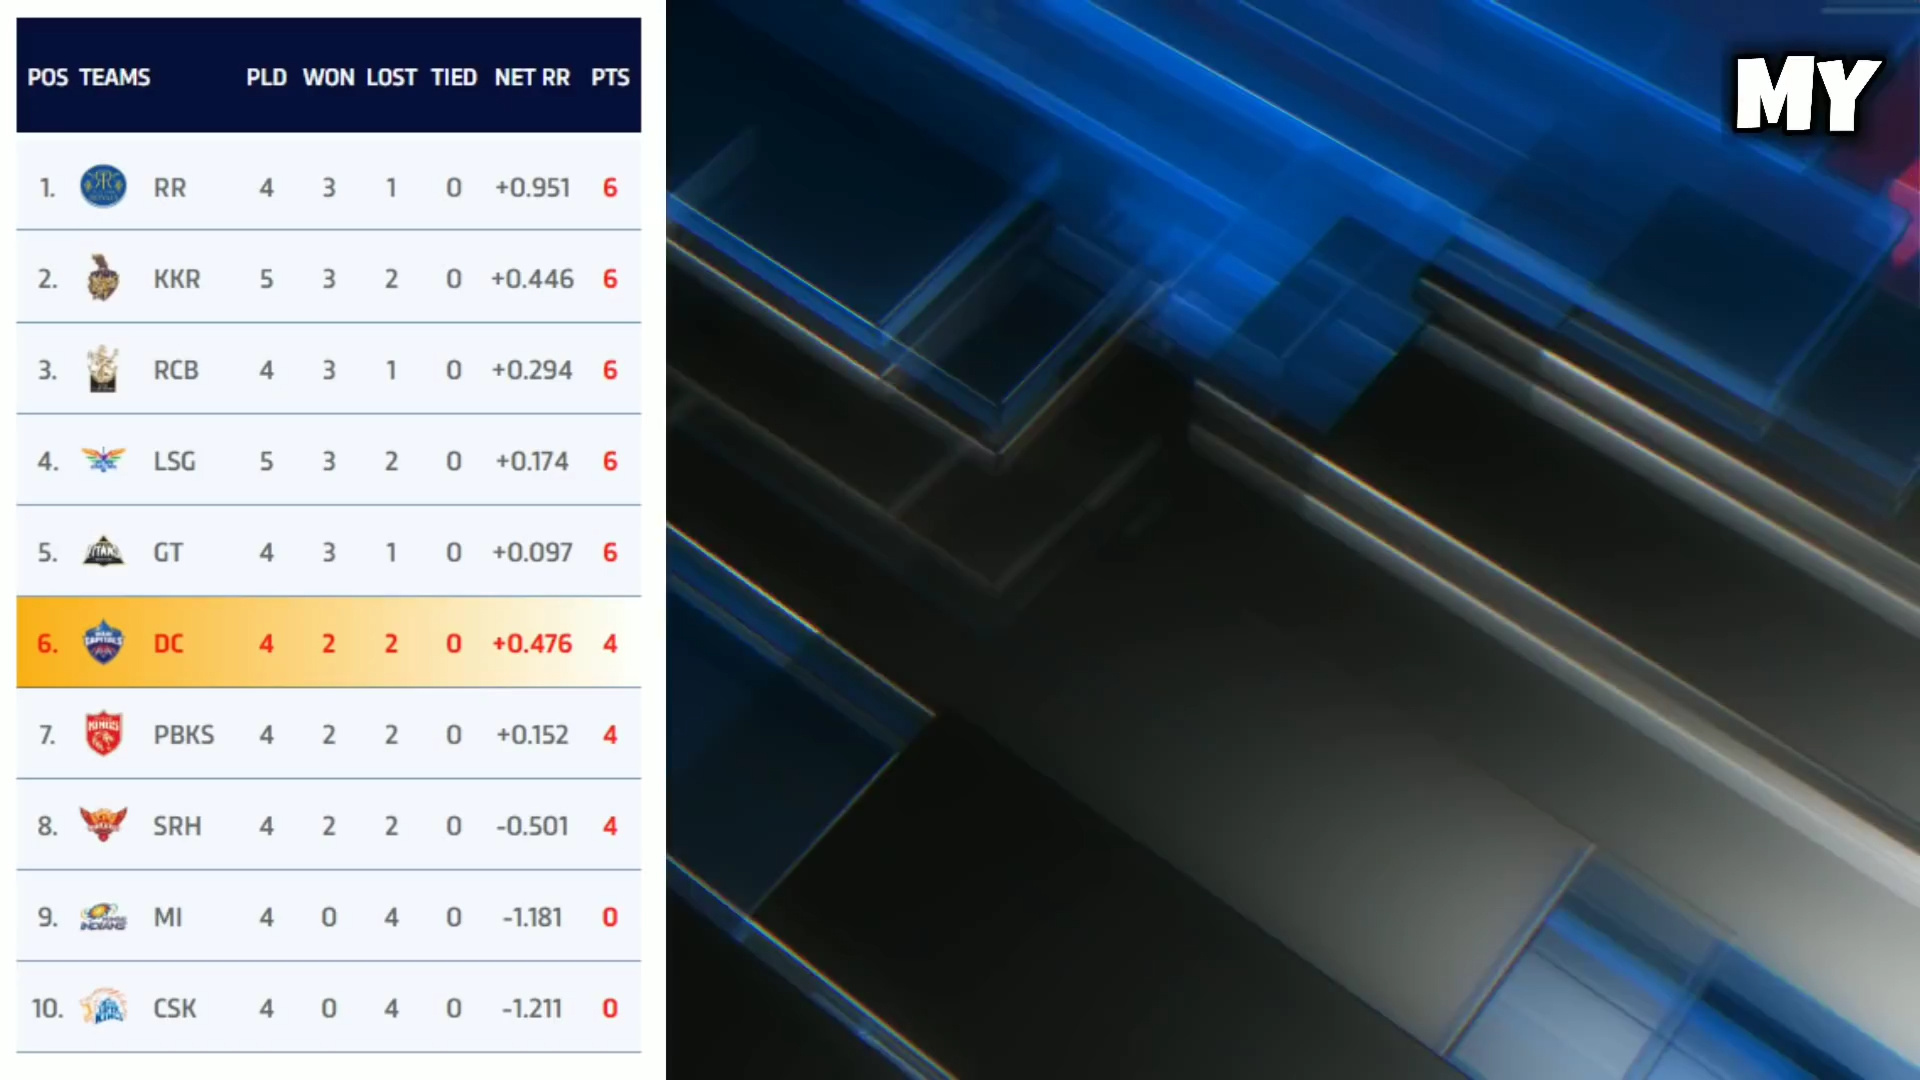 POS TEAMS PLD WON LOST TIED NET RR PTS
1. RR 4 3 1 0 +0.951 6
2. KKR 5 3 2 0 +0.446 6
3. RCB 4 3 1 0 +0.294 6
4. LSG 5 3 2 0 +0.174 6
5. GT 4 3 1 0 +0.097 6
6. DC 4 2 2 0 +0.476 4
7. PBKS 4 2 2 0 +0.152 4
8. SRH 4 2 2 0 -0.501 4
9. MI 4 0 4 0 -1.181 0
10. CSK 4 0 4 0 -1.211 0
MY